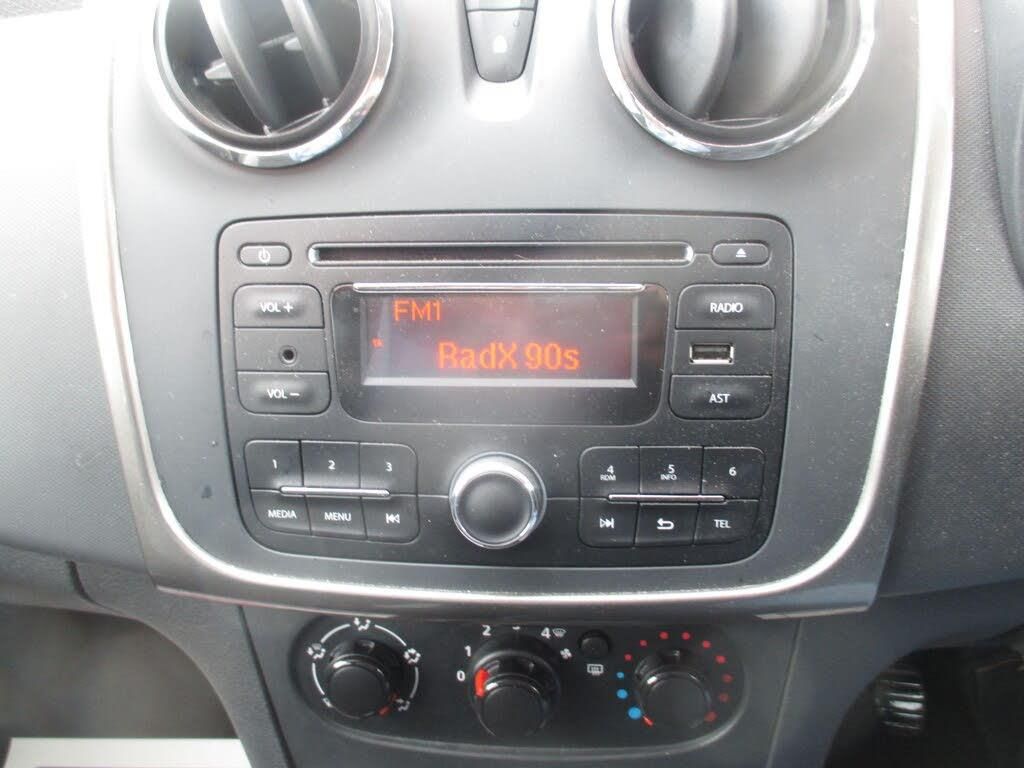 VOL +
FM1
RadX 90s
RADIO
VOL –
AST
1 2 3
4 5 6
RDM INFO
MEDIA MENU
TEL
0 1 2 3 4